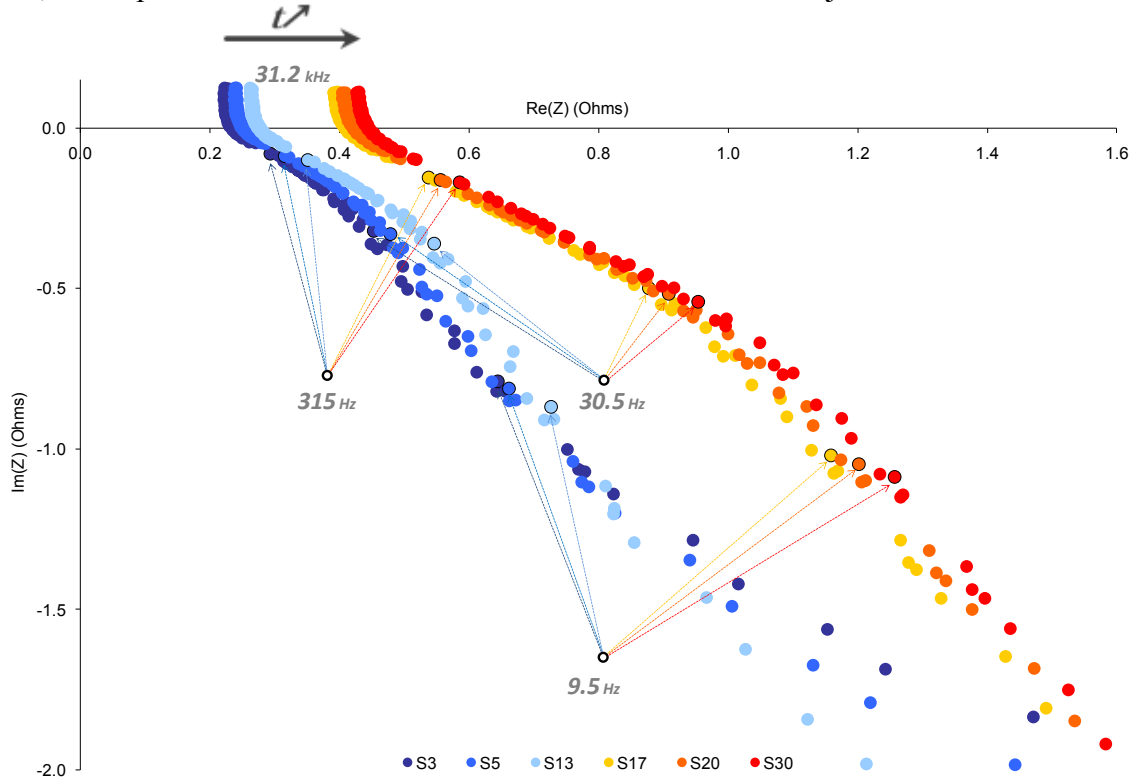 t↗
31.2 kHz
Re(Z) (Ohms)
0.0
0.0 0.2 0.4 0.6 0.8 1.0 1.2 1.4 1.6
-0.5
315 Hz
30.5 Hz
Im(Z) (Ohms)
-1.0
-1.5
9.5 Hz
-2.0
S3 S5 S13 S17 S20 S30